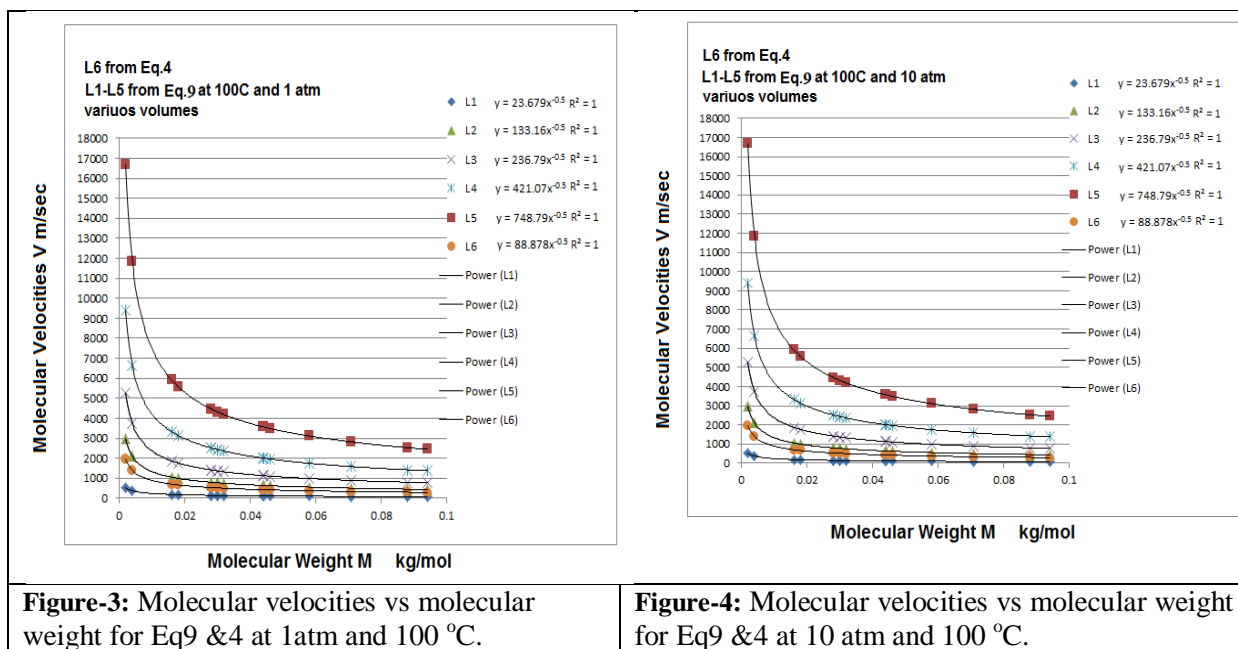 L6 from Eq.4
L1-L5 from Eq.9 at 100C and 1 atm
variuos volumes
L1 y = 23.679x^-0.5 R² = 1
L2 y = 133.16x^-0.5 R² = 1
L3 y = 236.79x^-0.5 R² = 1
L4 y = 421.07x^-0.5 R² = 1
L5 y = 748.79x^-0.5 R² = 1
L6 y = 88.878x^-0.5 R² = 1
Power (L1)
Power (L2)
Power (L3)
Power (L4)
Power (L5)
Power (L6)
Molecular Velocities V m/sec
18000
17000
16000
15000
14000
13000
12000
11000
10000
9000
8000
7000
6000
5000
4000
3000
2000
1000
0
0 0.02 0.04 0.06 0.08 0.1
Molecular Weight M kg/mol
Figure-3: Molecular velocities vs molecular
weight for Eq9 &4 at 1atm and 100 °C.
L6 from Eq.4
L1-L5 from Eq.9 at 100C and 10 atm
variuos volumes
L1 y = 23.679x^-0.5 R² = 1
L2 y = 133.16x^-0.5 R² = 1
L3 y = 236.79x^-0.5 R² = 1
L4 y = 421.07x^-0.5 R² = 1
L5 y = 748.79x^-0.5 R² = 1
L6 y = 88.878x^-0.5 R² = 1
Power (L1)
Power (L2)
Power (L3)
Power (L4)
Power (L5)
Power (L6)
Molecular Velocities V m/sec
18000
17000
16000
15000
14000
13000
12000
11000
10000
9000
8000
7000
6000
5000
4000
3000
2000
1000
0
0 0.02 0.04 0.06 0.08 0.1
Molecular Weight M kg/mol
Figure-4: Molecular velocities vs molecular weight
for Eq9 &4 at 10 atm and 100 °C.